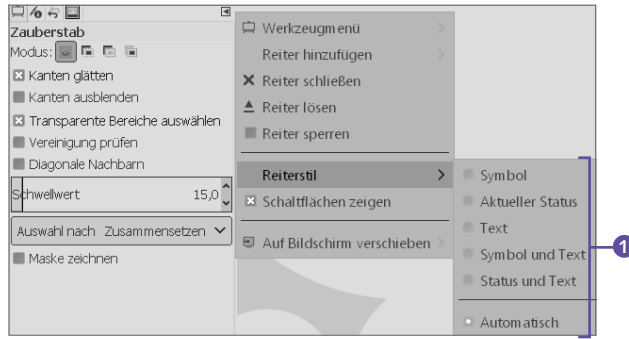 Zauberstab
Modus:
Kanten glätten
Kanten ausblenden
Transparente Bereiche auswählen
Vereinigung prüfen
Diagonale Nachbarn
Schwellwert 15,0
Auswahl nach Zusammensetzen
Maske zeichnen
Werkzeugmenü
Reiter hinzufügen
Reiter schließen
Reiter lösen
Reiter sperren
Reiterstil
Schaltflächen zeigen
Auf Bildschirm verschieben
Symbol
Aktueller Status
Text
Symbol und Text
Status und Text
Automatisch
1